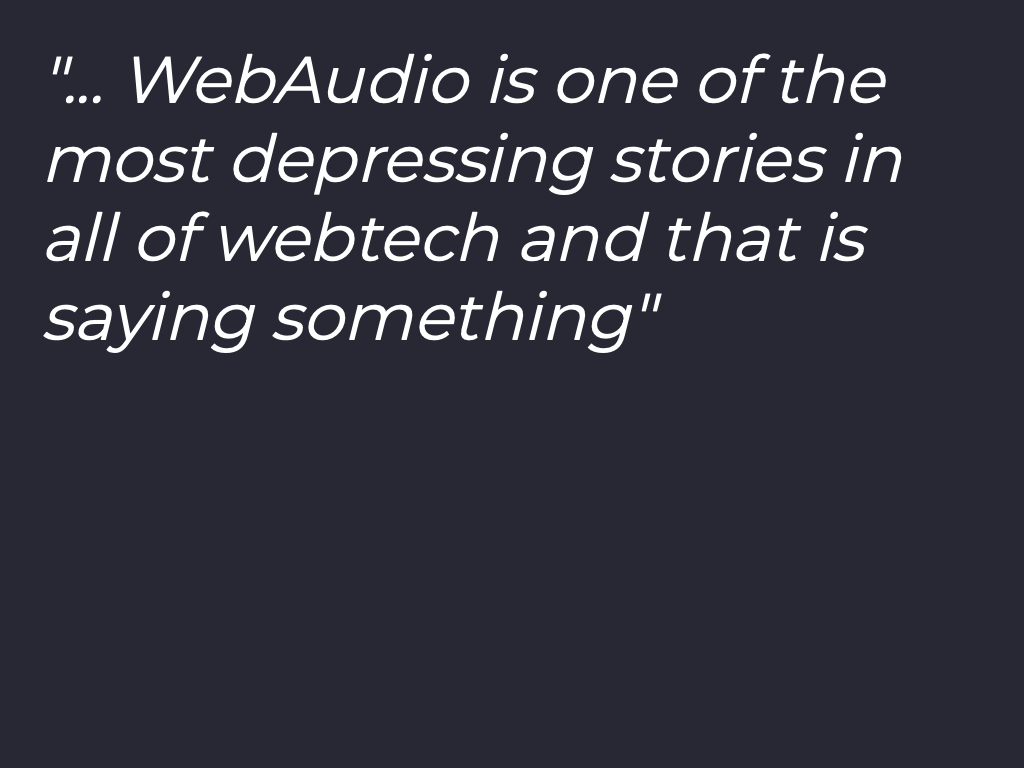 "... WebAudio is one of the
most depressing stories in
all of webtech and that is
saying something"